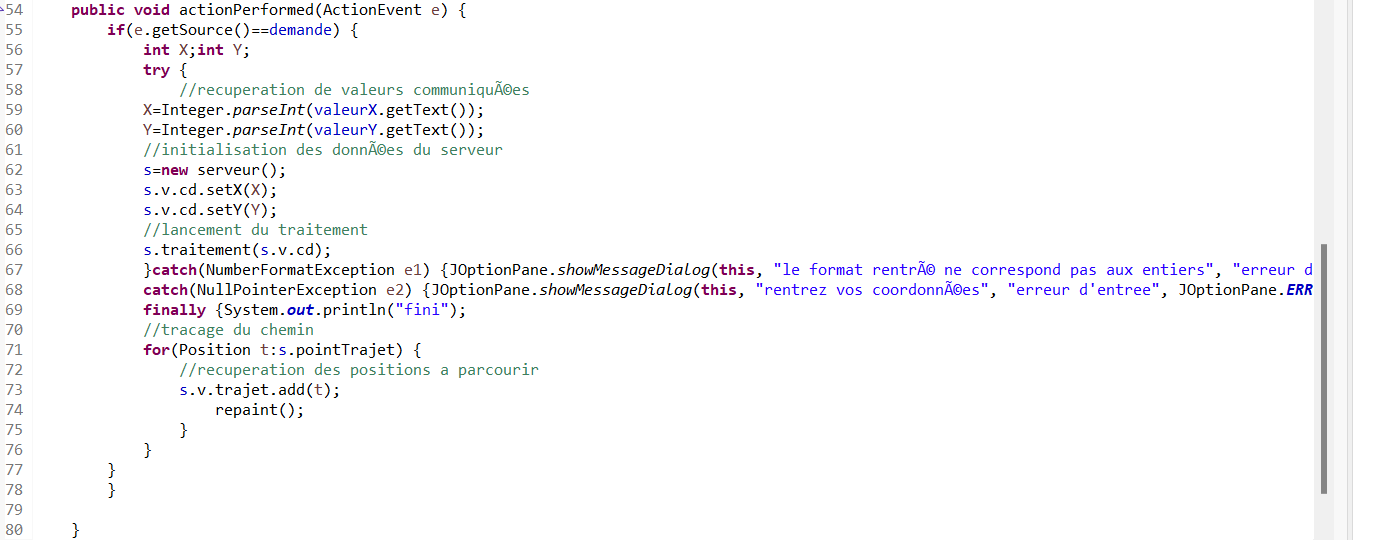 54 public void actionPerformed(ActionEvent e) {
55 if(e.getSource()==demande) {
56 int X;int Y;
57 try {
58 //recuperation de valeurs communiquÃ©es
59 X=Integer.parseInt(valeurX.getText());
60 Y=Integer.parseInt(valeurY.getText());
61 //initialisation des donnÃ©es du serveur
62 s=new serveur();
63 s.v.cd.setX(X);
64 s.v.cd.setY(Y);
65 //lancement du traitement
66 s.traitement(s.v.cd);
67 }catch(NumberFormatException e1) {JOptionPane.showMessageDialog(this, "le format rentrÃ© ne correspond pas aux entiers", "erreur d
68 catch(NullPointerException e2) {JOptionPane.showMessageDialog(this, "rentrez vos coordonnÃ©es", "erreur d'entree", JOptionPane.ERR
69 finally {System.out.println("fini");
70 //tracage du chemin
71 for(Position t:s.pointTrajet) {
72 //recuperation des positions a parcourir
73 s.v.trajet.add(t);
74 repaint();
75 }
76 }
77 }
78 }
79
80 }